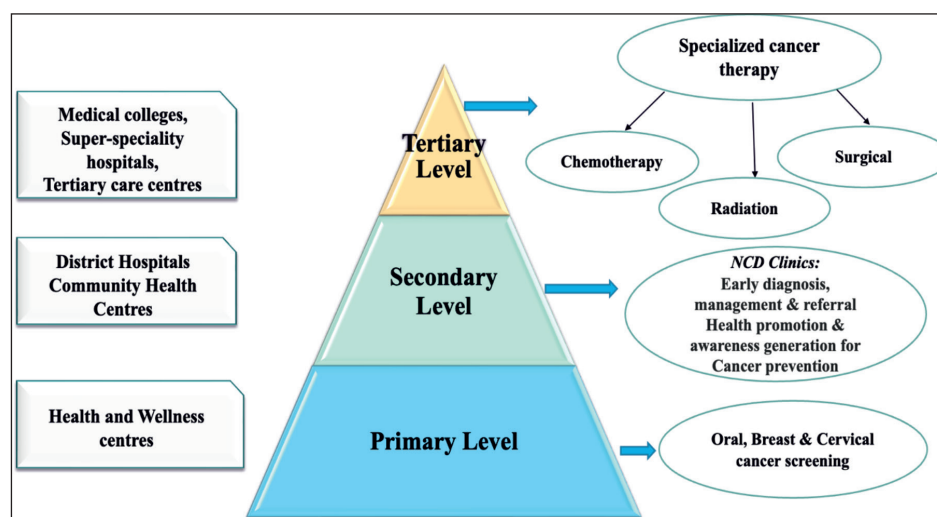 Medical colleges,
Super-speciality
hospitals,
Tertiary care centres
Tertiary
Level
Specialized cancer
therapy
Chemotherapy
Surgical
Radiation
District Hospitals
Community Health
Centres
Secondary
Level
NCD Clinics:
Early diagnosis,
management & referral
Health promotion &
awareness generation for
Cancer prevention
Health and Wellness
centres
Primary Level
Oral, Breast & Cervical
cancer screening